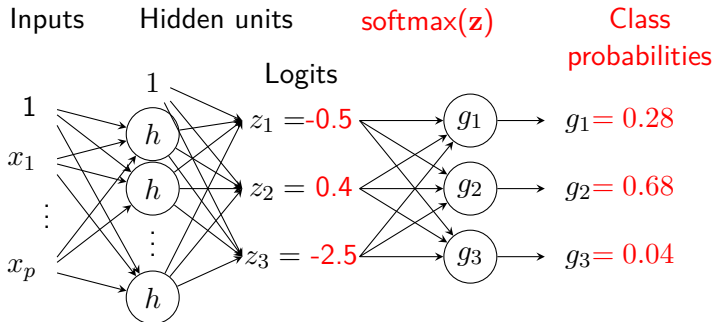 Inputs Hidden units softmax(z) Class probabilities
Logits
1
1 h z₁ = -0.5 g₁ g₁ = 0.28
x₁ h z₂ = 0.4 g₂ g₂ = 0.68
⋮ ⋮
z₃ = -2.5 g₃ g₃ = 0.04
xₚ h